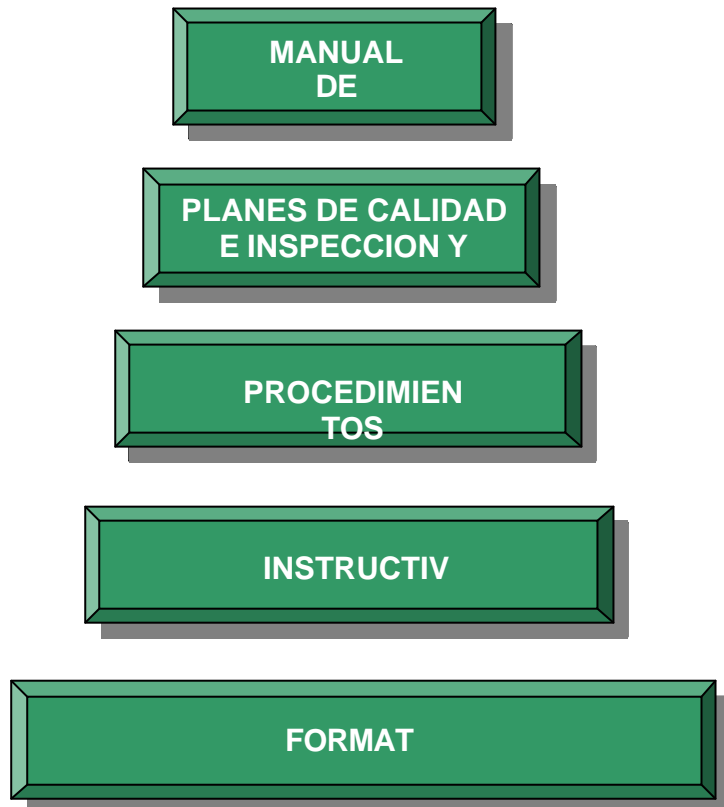 MANUAL
DE
PLANES DE CALIDAD
E INSPECCION Y
PROCEDIMIEN
TOS
INSTRUCTIV
FORMAT